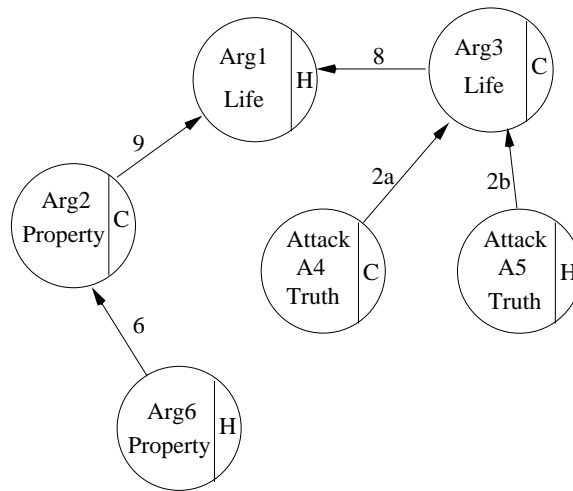 Arg1
Life
H
8
Arg3
Life
C
9
2a
2b
Arg2
Property
C
Attack
A4
Truth
C
Attack
A5
Truth
H
6
Arg6
Property
H